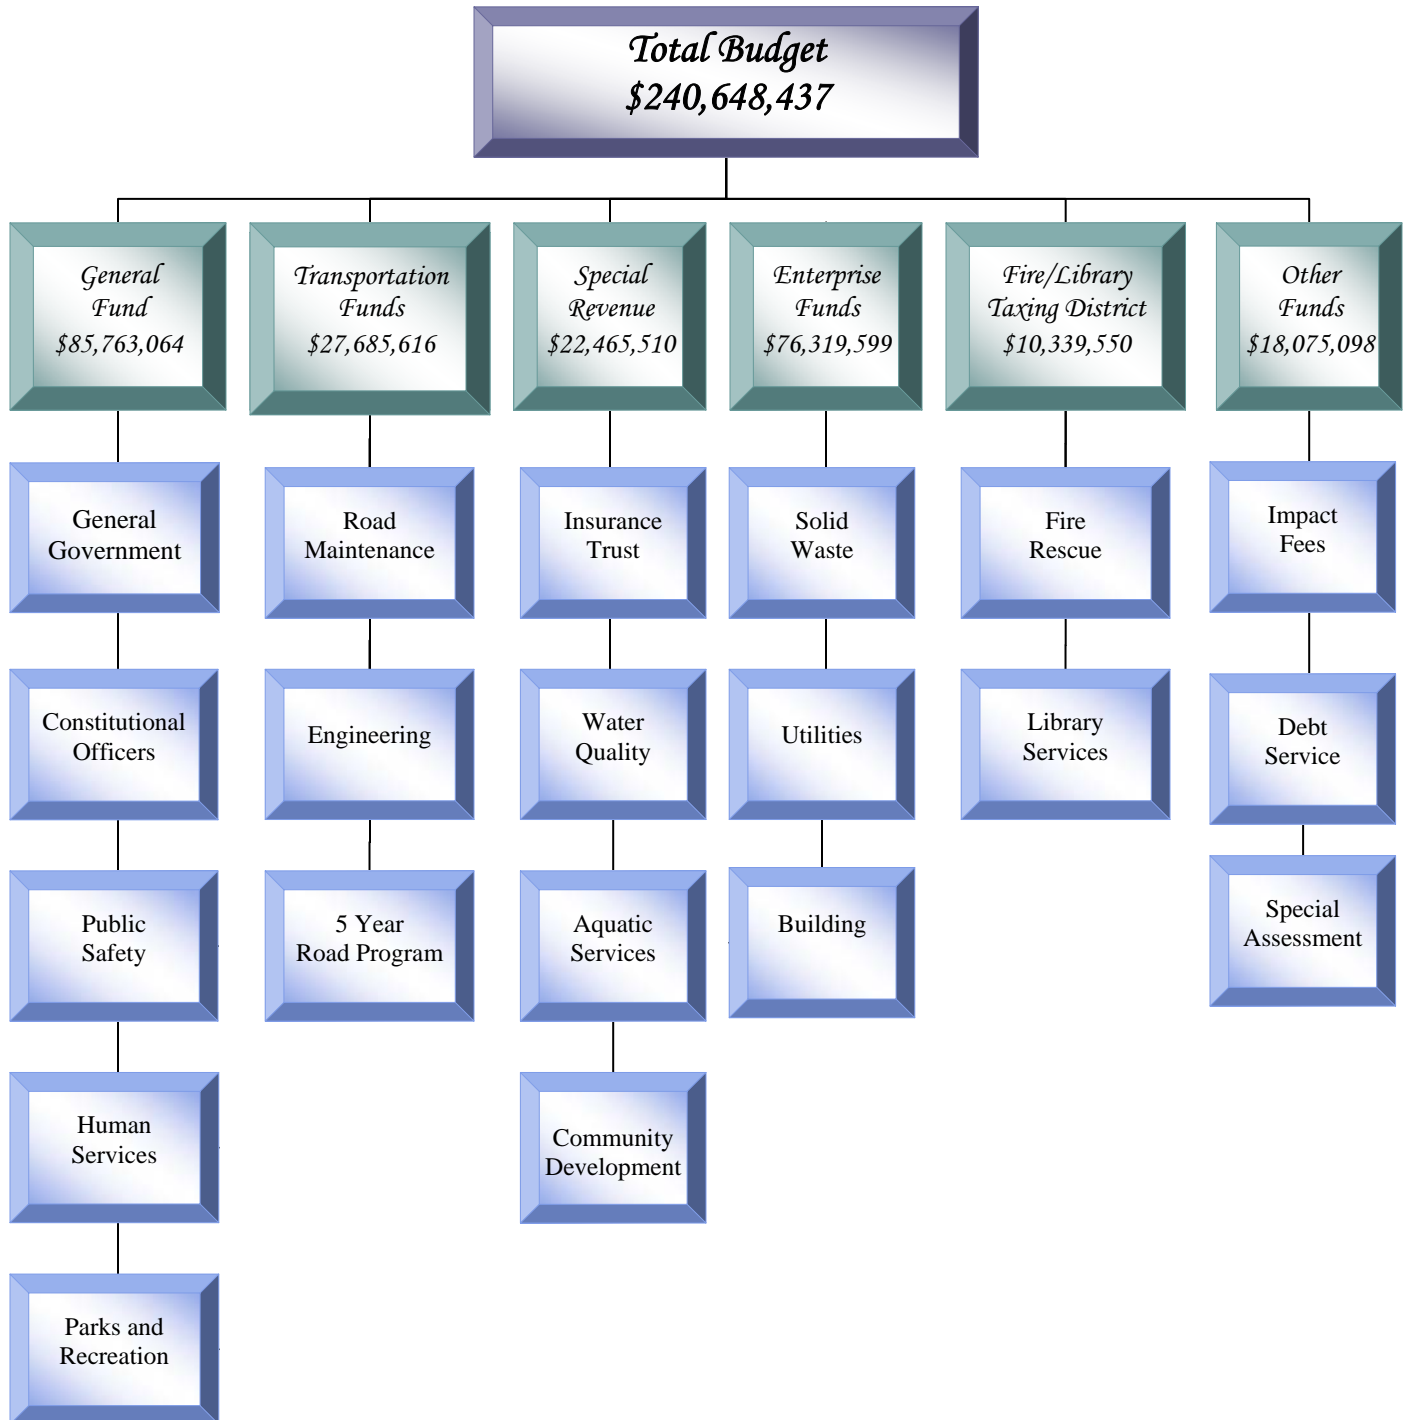 Total Budget
$240,648,437
General
Fund
$85,763,064
Transportation
Funds
$27,685,616
Special
Revenue
$22,465,510
Enterprise
Funds
$76,319,599
Fire/Library
Taxing District
$10,339,550
Other
Funds
$18,075,098
General
Government
Road
Maintenance
Insurance
Trust
Solid
Waste
Fire
Rescue
Impact
Fees
Constitutional
Officers
Engineering
Water
Quality
Utilities
Library
Services
Debt
Service
Public
Safety
5 Year
Road Program
Aquatic
Services
Building
Special
Assessment
Human
Services
Community
Development
Parks and
Recreation